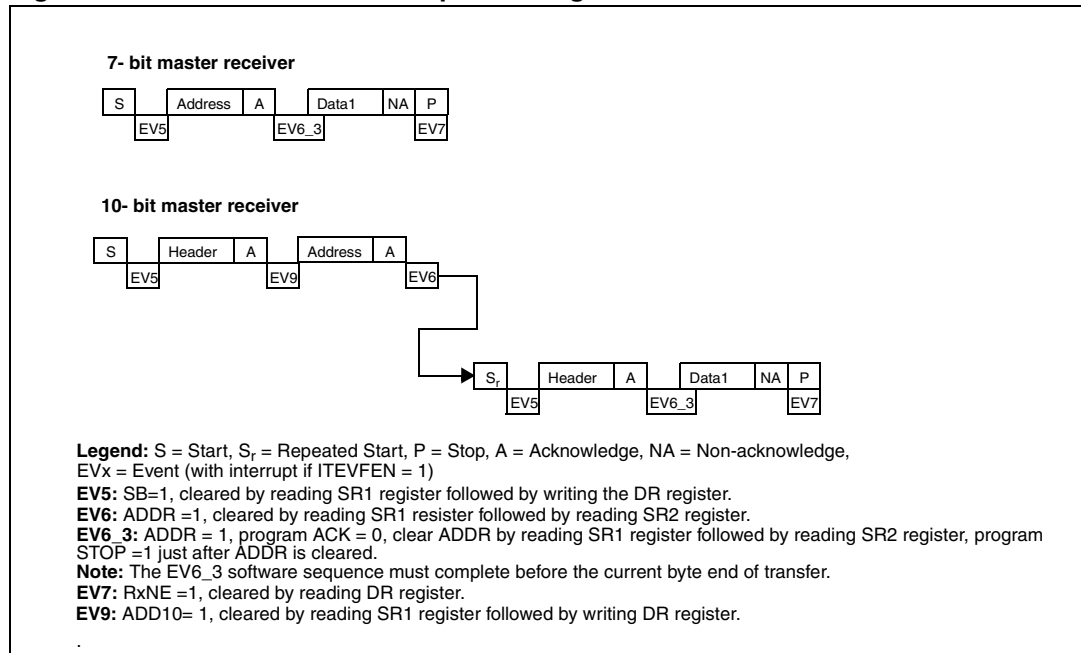 7- bit master receiver
S Address A Data1 NA P
EV5 EV6_3 EV7
10- bit master receiver
S Header A Address A
EV5 EV9 EV6
Sr Header A Data1 NA P
EV5 EV6_3 EV7
Legend: S = Start, Sr = Repeated Start, P = Stop, A = Acknowledge, NA = Non-acknowledge,
EVx = Event (with interrupt if ITEVFEN = 1)
EV5: SB=1, cleared by reading SR1 register followed by writing the DR register.
EV6: ADDR =1, cleared by reading SR1 resister followed by reading SR2 register.
EV6_3: ADDR = 1, program ACK = 0, clear ADDR by reading SR1 register followed by reading SR2 register, program
STOP =1 just after ADDR is cleared.
Note: The EV6_3 software sequence must complete before the current byte end of transfer.
EV7: RxNE =1, cleared by reading DR register.
EV9: ADD10= 1, cleared by reading SR1 register followed by writing DR register.
.